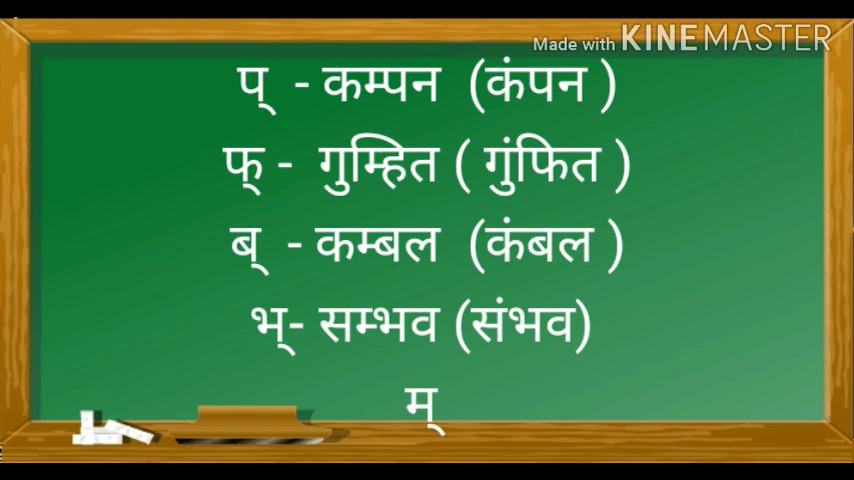 Made with KINEMASTER
प् - कम्पन (कंपन )
फ् - गुम्हित ( गुंफित )
ब् - कम्बल (कंबल )
भ्- सम्भव (संभव)
म्